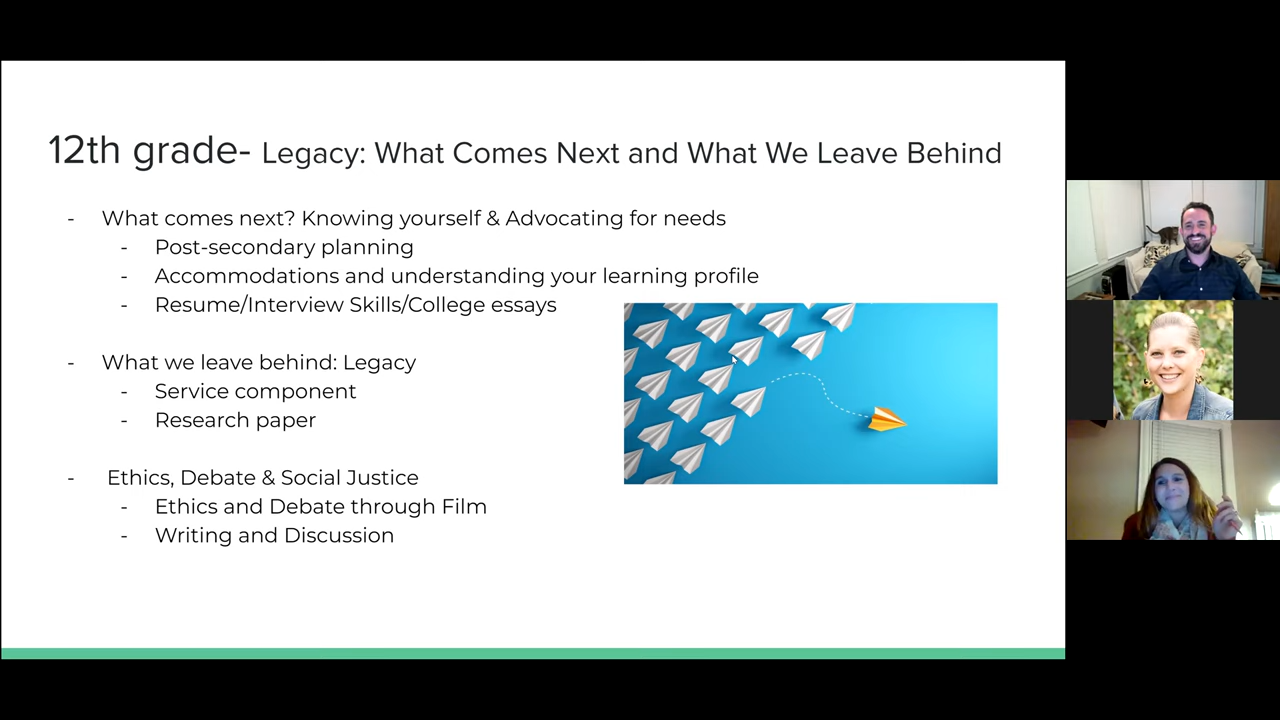 12th grade- Legacy: What Comes Next and What We Leave Behind
- What comes next? Knowing yourself & Advocating for needs
- Post-secondary planning
- Accommodations and understanding your learning profile
- Resume/Interview Skills/College essays
- What we leave behind: Legacy
- Service component
- Research paper
- Ethics, Debate & Social Justice
- Ethics and Debate through Film
- Writing and Discussion